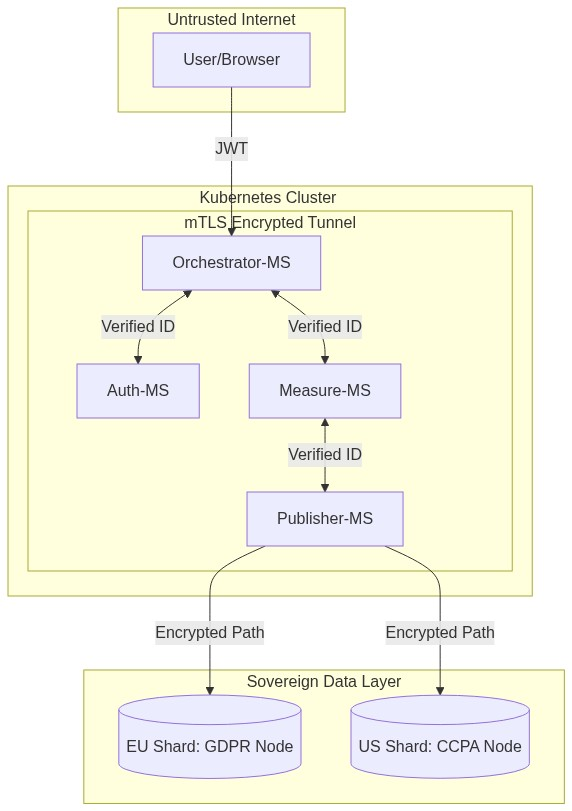 Untrusted Internet
User/Browser
JWT
Kubernetes Cluster
mTLS Encrypted Tunnel
Orchestrator-MS
Verified ID
Verified ID
Auth-MS
Measure-MS
Verified ID
Publisher-MS
Encrypted Path
Encrypted Path
Sovereign Data Layer
EU Shard: GDPR Node
US Shard: CCPA Node